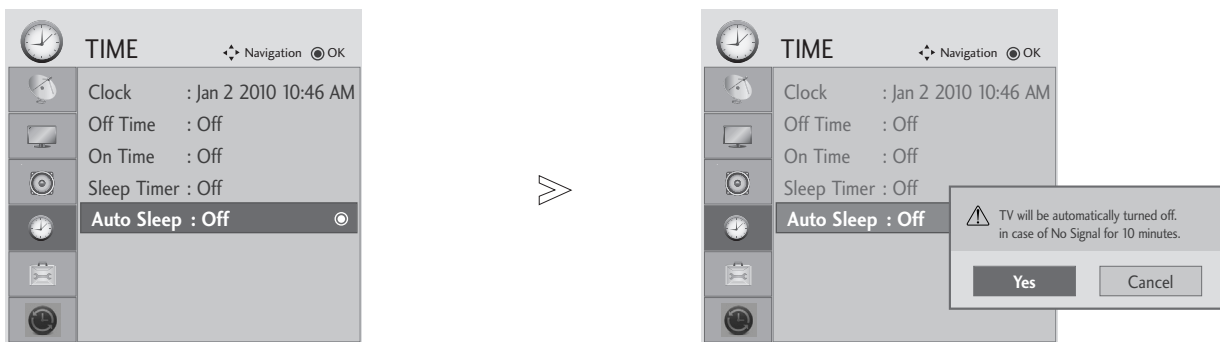 TIME
Navigation OK
Clock : Jan 2 2010 10:46 AM
Off Time : Off
On Time : Off
Sleep Timer : Off
Auto Sleep : Off
TIME
Navigation OK
Clock : Jan 2 2010 10:46 AM
Off Time : Off
On Time : Off
Sleep Timer : Off
Auto Sleep : Off
TV will be automatically turned off.
in case of No Signal for 10 minutes.
Yes Cancel